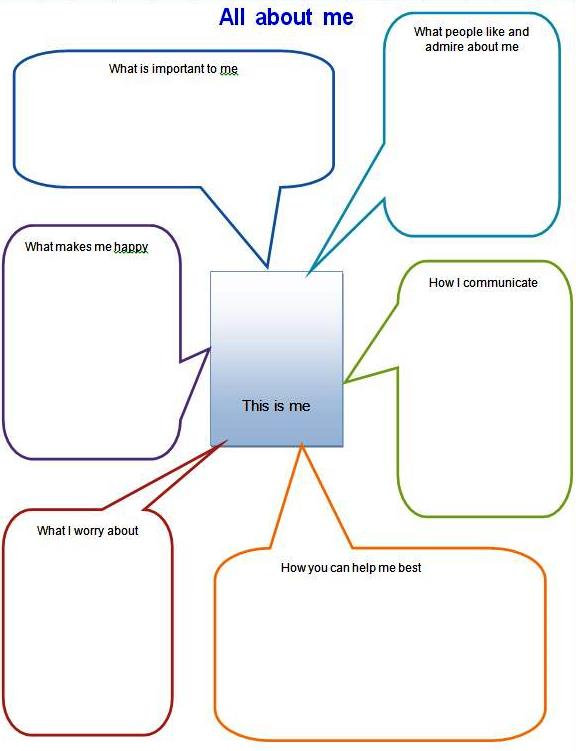 All about me
What people like and
admire about me
What is important to me
What makes me happy
How I communicate
This is me
What I worry about
How you can help me best